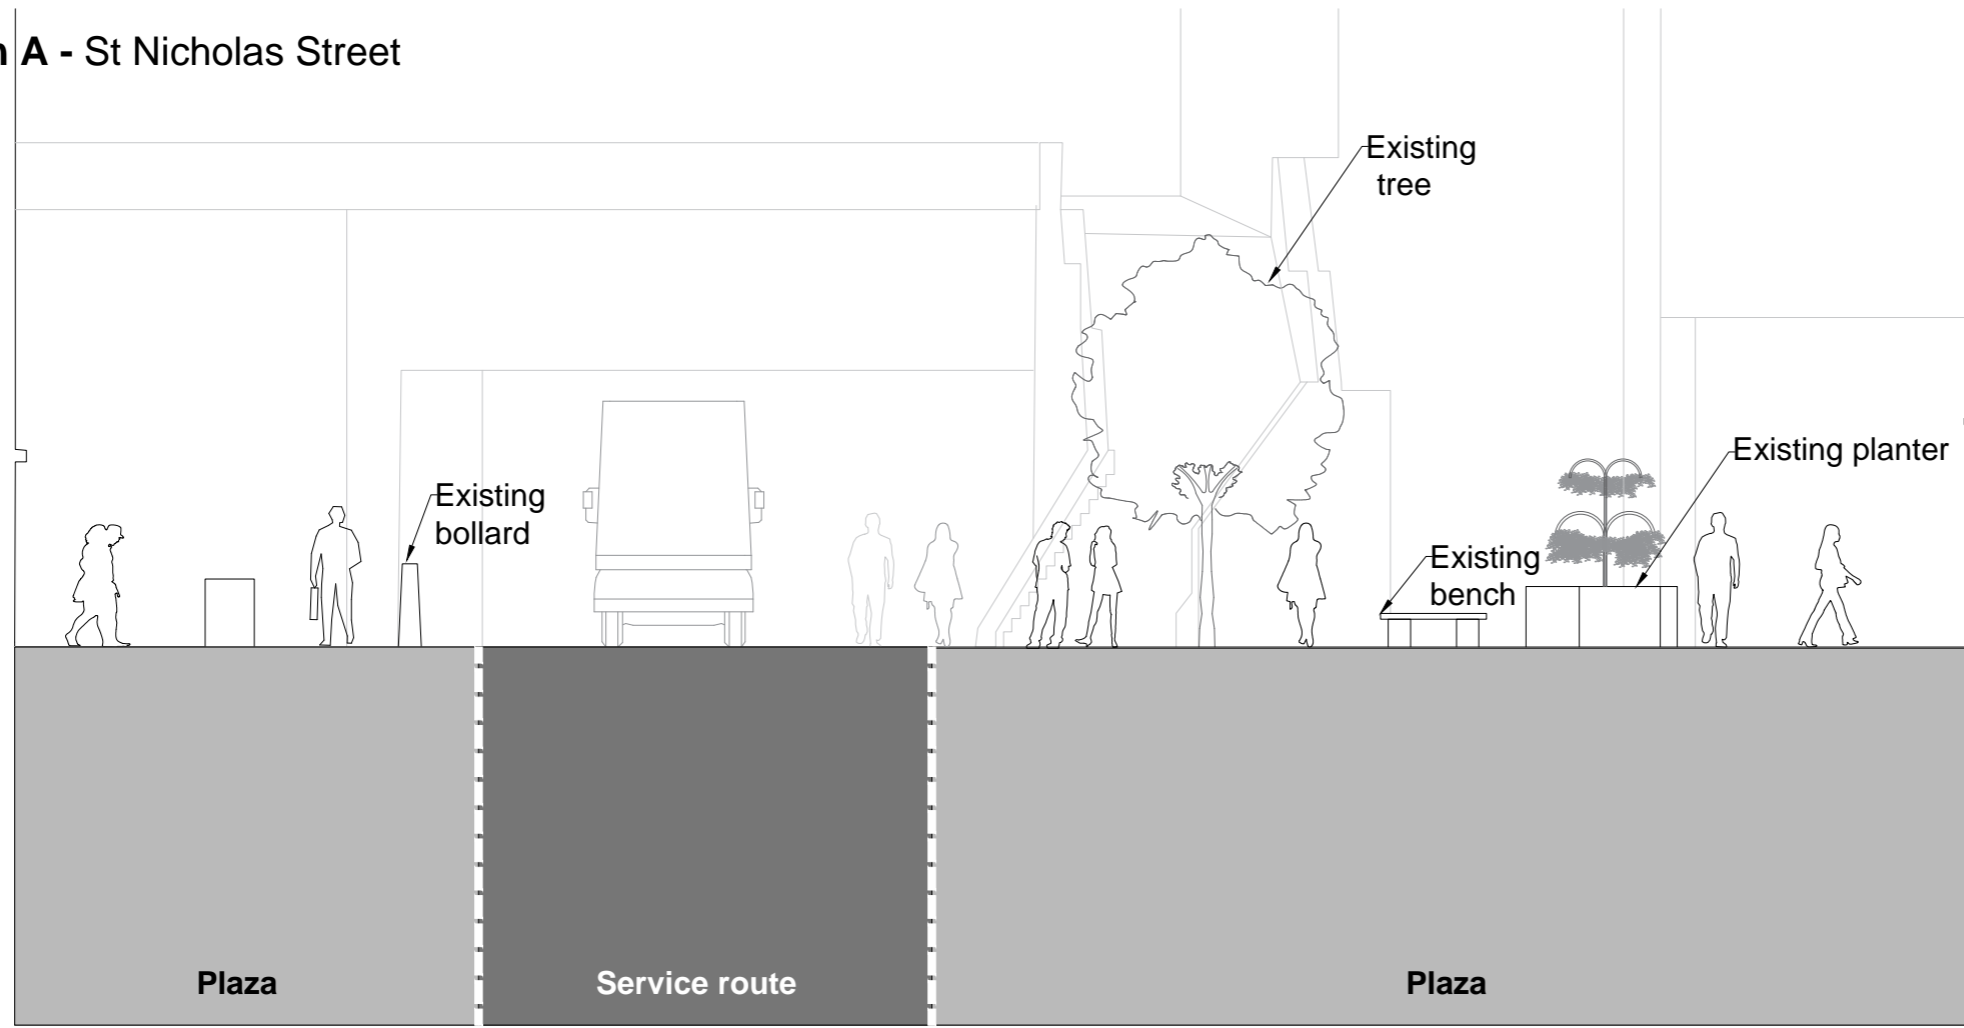 A - St Nicholas Street
Existing
tree
Existing planter
Existing
bollard
Existing
bench
Plaza
Service route
Plaza